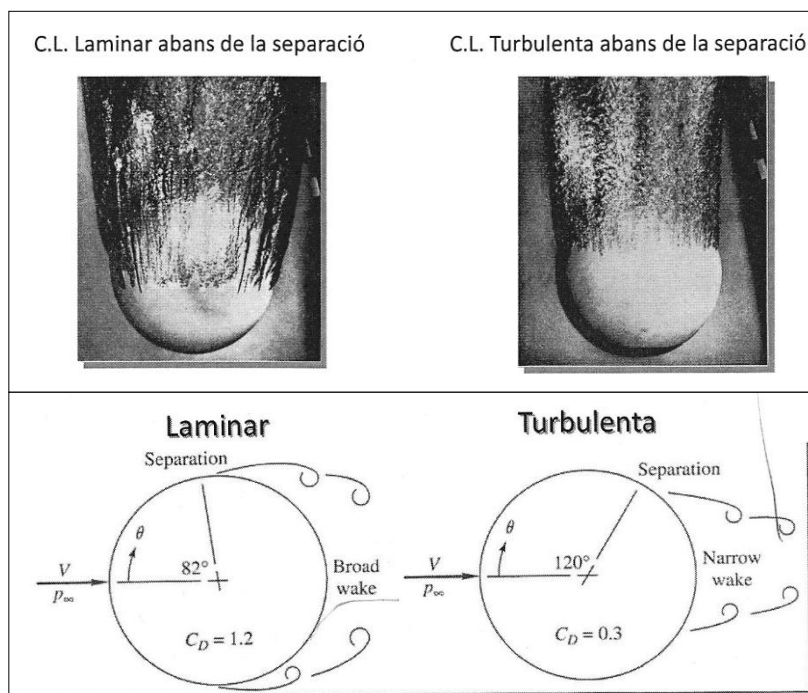 C.L. Laminar abans de la separació
C.L. Turbulenta abans de la separació
Laminar
Separation
θ
82°
V
p∞
Broad
wake
C_D = 1.2
Turbulenta
Separation
θ
120°
V
p∞
Narrow
wake
C_D = 0.3